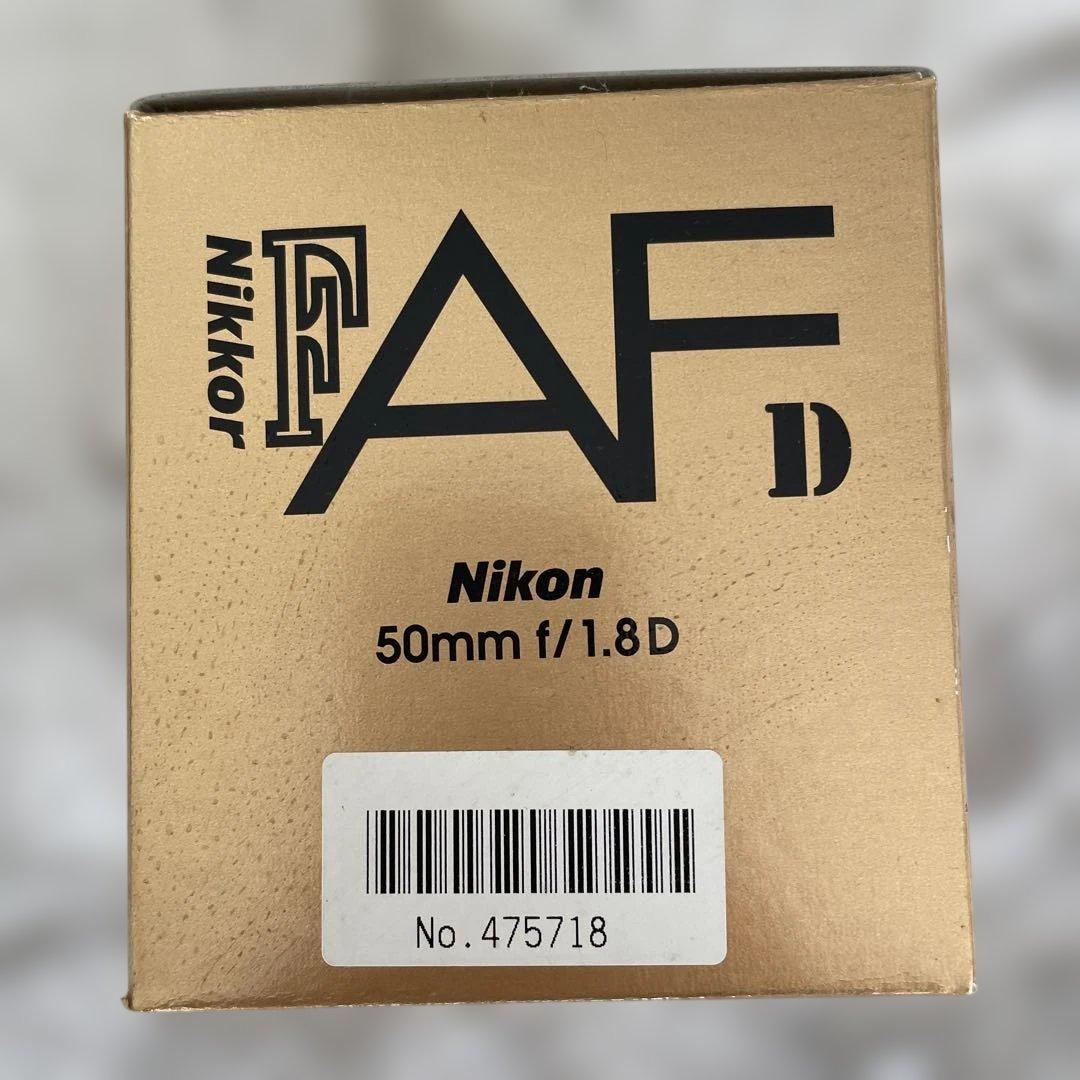 Nikkor
F
AF
D
Nikon
50mm f/1.8D
No.475718